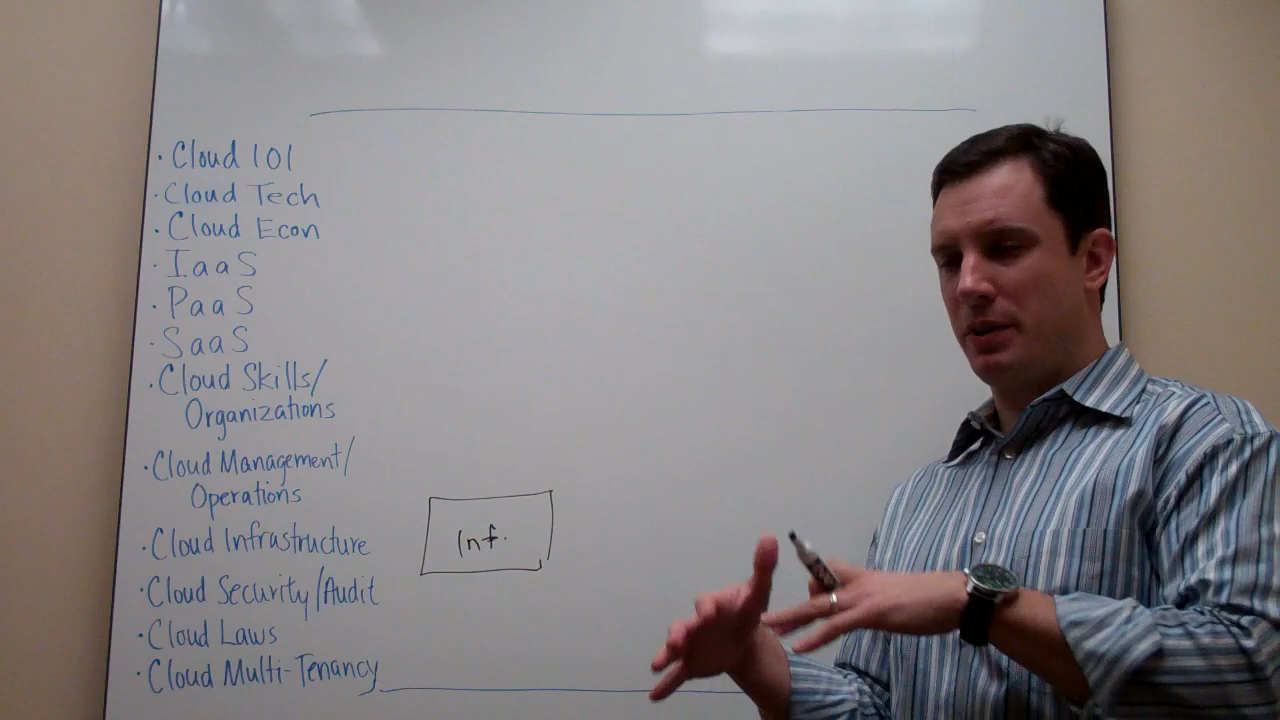 · Cloud 101
· Cloud Tech
· Cloud Econ
· IaaS
· PaaS
· SaaS
· Cloud Skills/
Organizations
· Cloud Management/
Operations
· Cloud Infrastructure
Inf.
· Cloud Security/Audit
· Cloud Laws
· Cloud Multi-Tenancy